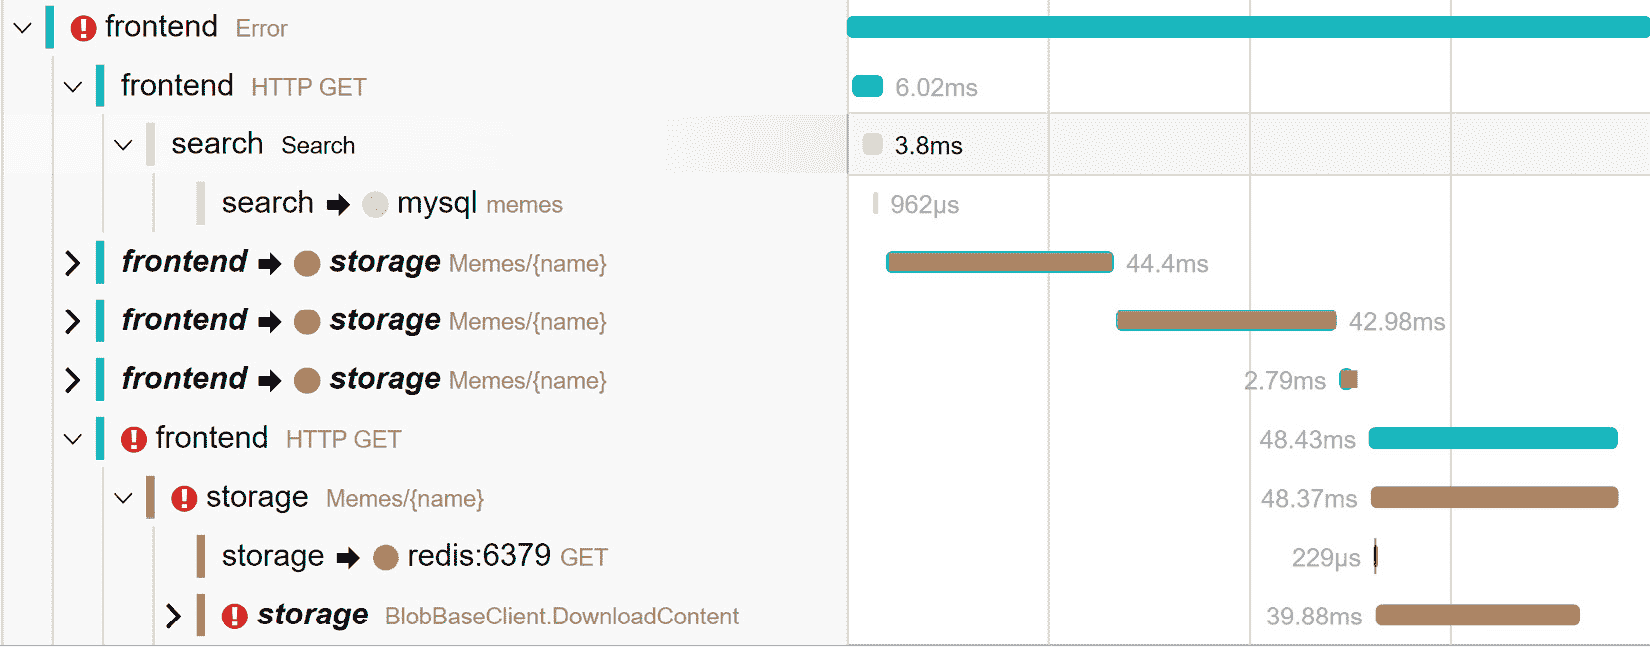 frontend Error
frontend HTTP GET 6.02ms
search Search 3.8ms
search mysql memes 962µs
frontend storage Memes/{name} 44.4ms
frontend storage Memes/{name} 42.98ms
frontend storage Memes/{name} 2.79ms
frontend HTTP GET 48.43ms
storage Memes/{name} 48.37ms
storage redis:6379 GET 229µs
storage BlobBaseClient.DownloadContent 39.88ms